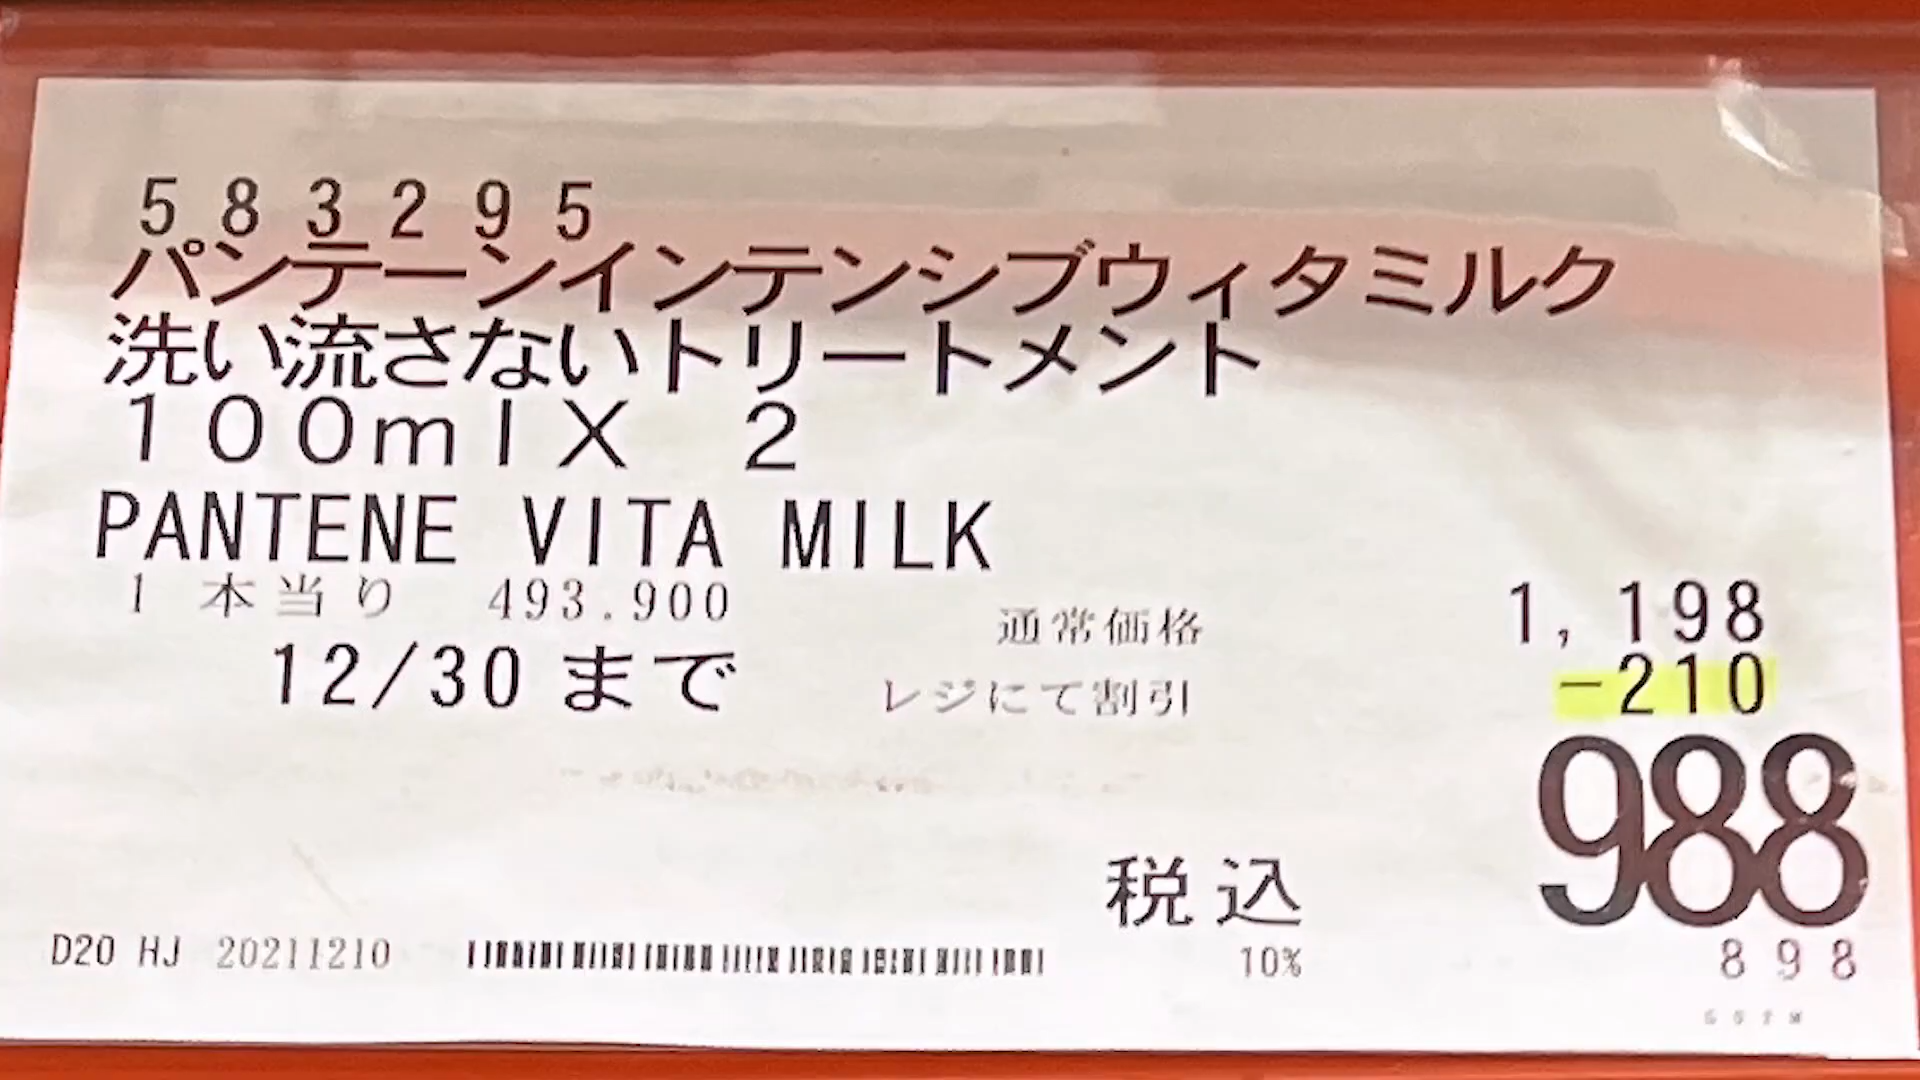 583295
パンテーンインテンシブウィタミルク
洗い流さないトリートメント
100mlX 2
PANTENE VITA MILK
1本当り 493.900
通常価格 1,198
12/30まで
レジにて割引 -210
988
税込
10% 898
D20 HJ 20211210